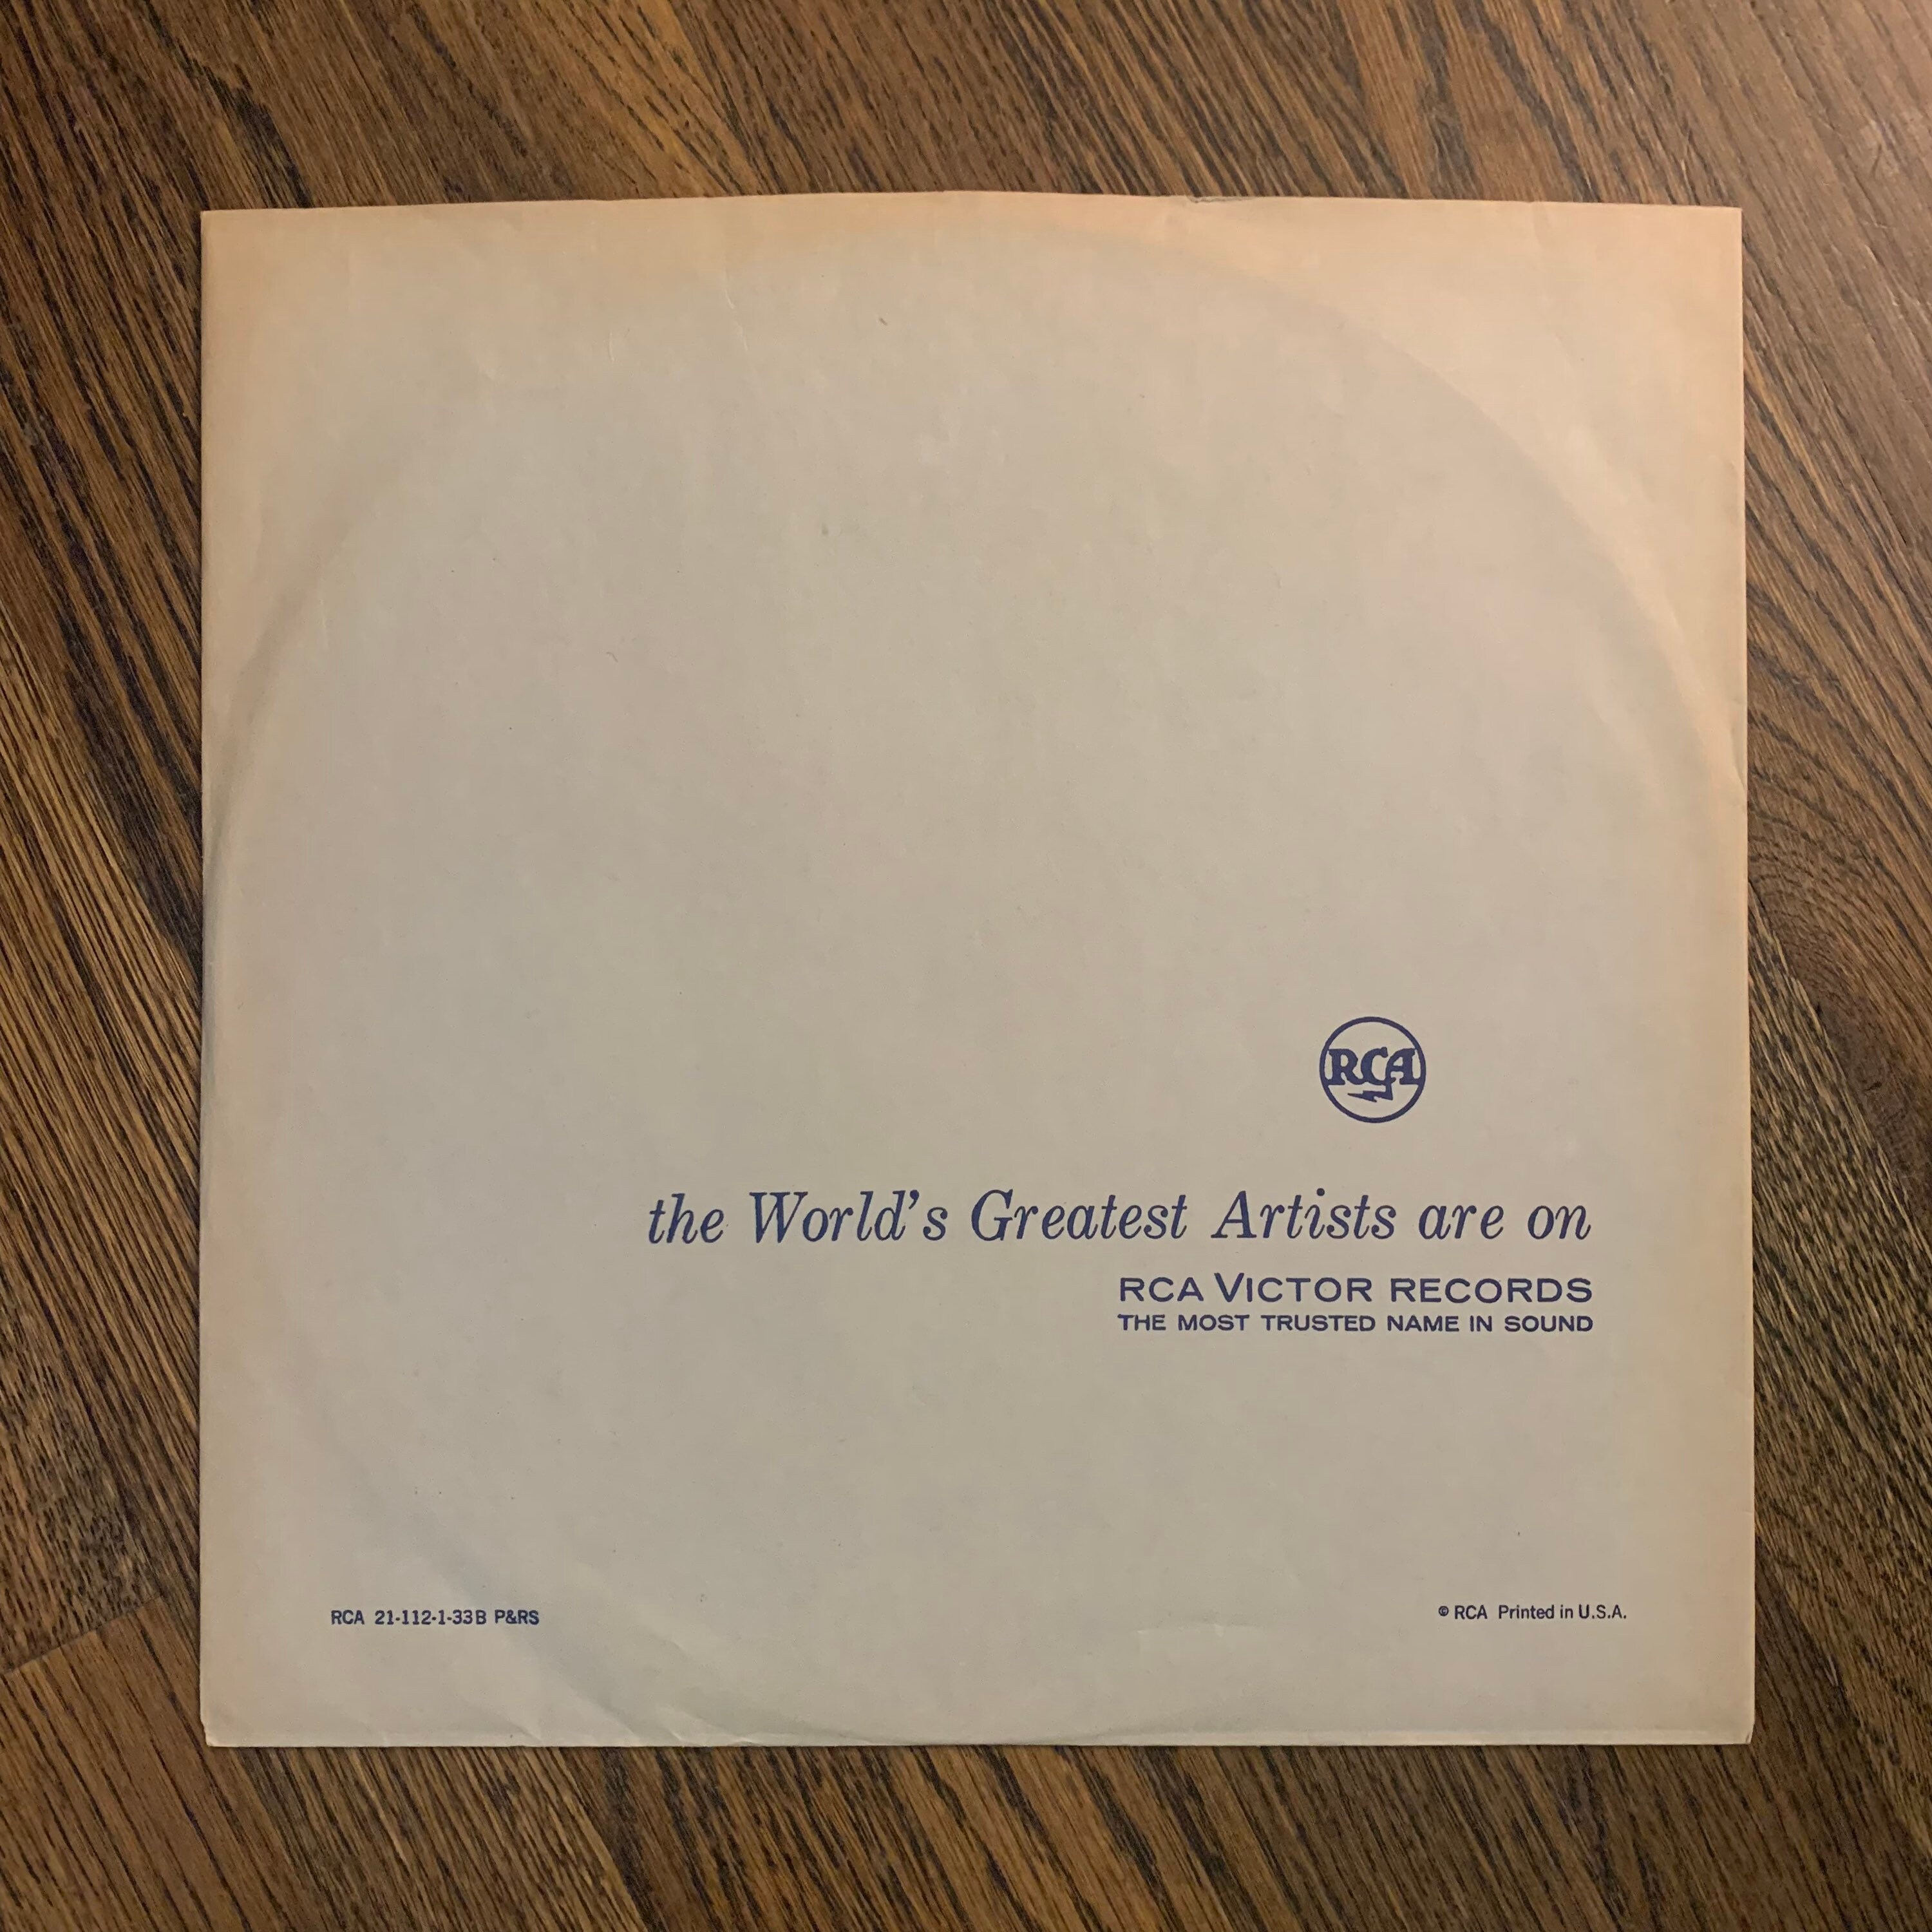 RCA
the World's Greatest Artists are on
RCA VICTOR RECORDS
THE MOST TRUSTED NAME IN SOUND
RCA 21-112-1-33B P&RS
© RCA Printed in U.S.A.